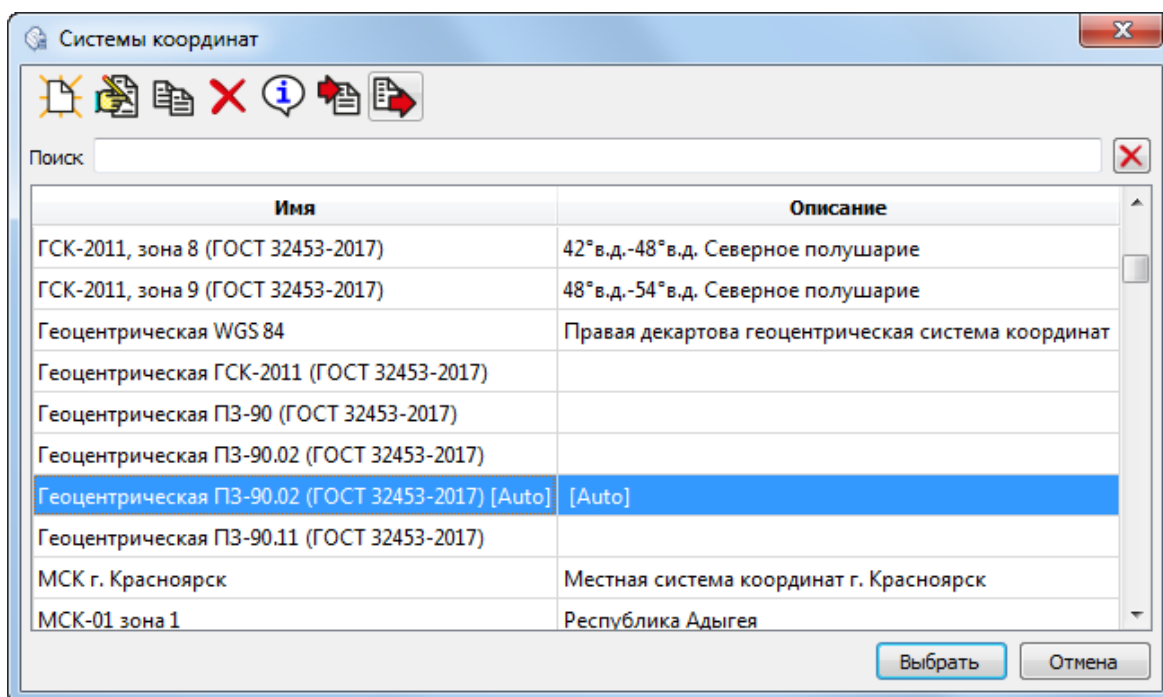 Системы координат
Поиск
Имя Описание
ГСК-2011, зона 8 (ГОСТ 32453-2017) 42°в.д.-48°в.д. Северное полушарие
ГСК-2011, зона 9 (ГОСТ 32453-2017) 48°в.д.-54°в.д. Северное полушарие
Геоцентрическая WGS 84 Правая декартова геоцентрическая система координат
Геоцентрическая ГСК-2011 (ГОСТ 32453-2017)
Геоцентрическая ПЗ-90 (ГОСТ 32453-2017)
Геоцентрическая ПЗ-90.02 (ГОСТ 32453-2017)
Геоцентрическая ПЗ-90.02 (ГОСТ 32453-2017) [Auto] [Auto]
Геоцентрическая ПЗ-90.11 (ГОСТ 32453-2017)
МСК г. Красноярск Местная система координат г. Красноярск
МСК-01 зона 1 Республика Адыгея
Выбрать Отмена